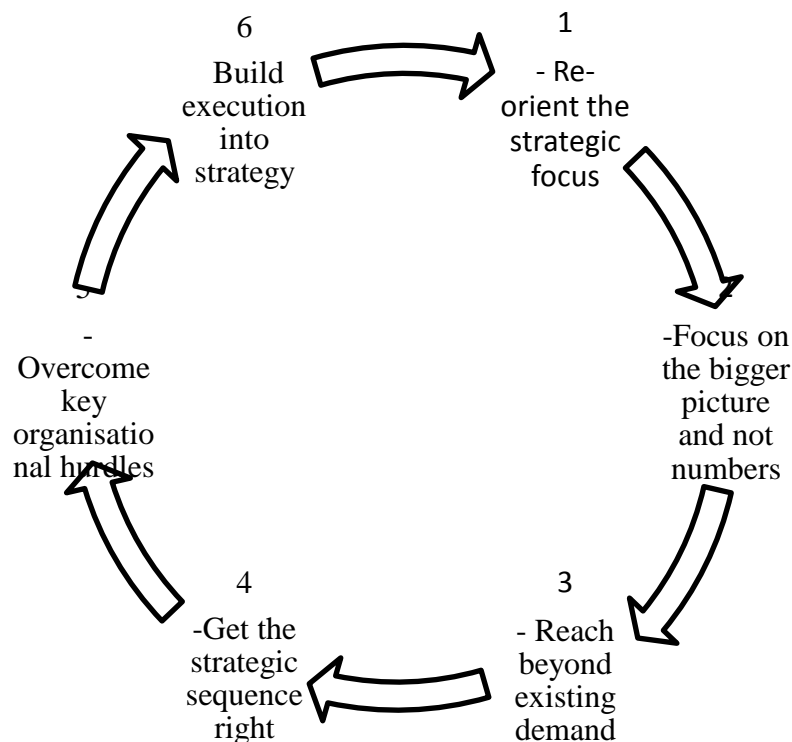 1
- Re-
orient the
strategic
focus
-Focus on
the bigger
picture
and not
numbers
3
- Reach
beyond
existing
demand
4
-Get the
strategic
sequence
right
-
Overcome
key
organisatio
nal hurdles
6
Build
execution
into
strategy